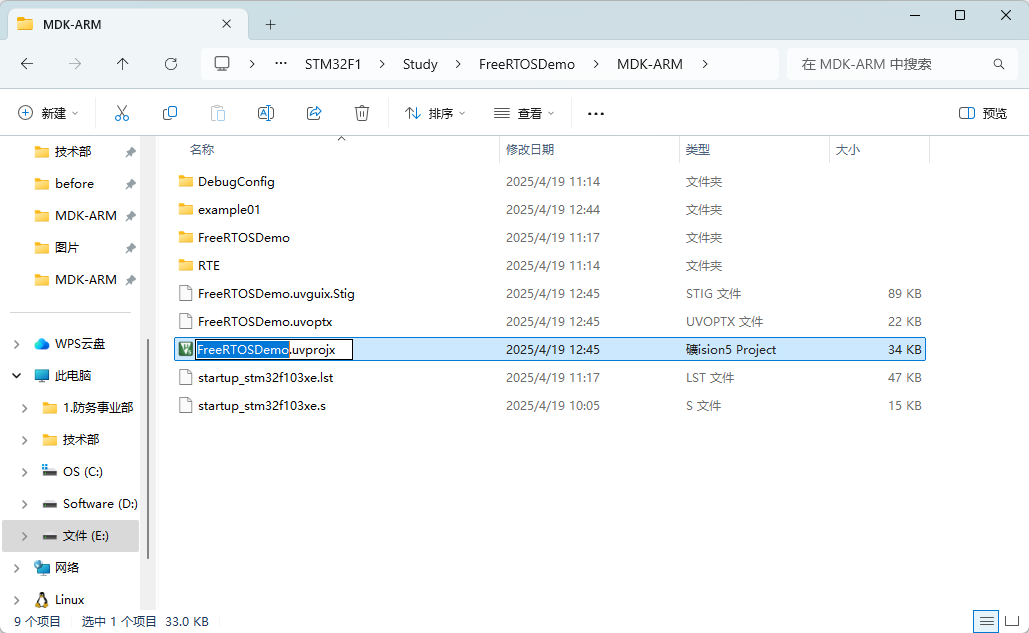 MDK-ARM
STM32F1 Study FreeRTOSDemo MDK-ARM 在 MDK-ARM 中搜索
新建 排序 查看 预览
名称 修改日期 类型 大小
技术部
before
MDK-ARM
图片
MDK-ARM
WPS云盘
此电脑
1.防务事业部
技术部
OS (C:)
Software (D:)
文件 (E:)
网络
Linux
DebugConfig 2025/4/19 11:14 文件夹
example01 2025/4/19 12:44 文件夹
FreeRTOSDemo 2025/4/19 11:17 文件夹
RTE 2025/4/19 11:14 文件夹
FreeRTOSDemo.uvguix.Stig 2025/4/19 12:45 STIG 文件 89 KB
FreeRTOSDemo.uvoptx 2025/4/19 12:45 UVOPTX 文件 22 KB
FreeRTOSDemo.uvprojx 2025/4/19 12:45 礦ision5 Project 34 KB
startup_stm32f103xe.lst 2025/4/19 11:17 LST 文件 47 KB
startup_stm32f103xe.s 2025/4/19 10:05 S 文件 15 KB
9 个项目 选中 1 个项目 33.0 KB